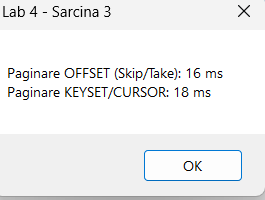 Lab 4 - Sarcina 3
Paginare OFFSET (Skip/Take): 16 ms
Paginare KEYSET/CURSOR: 18 ms
OK